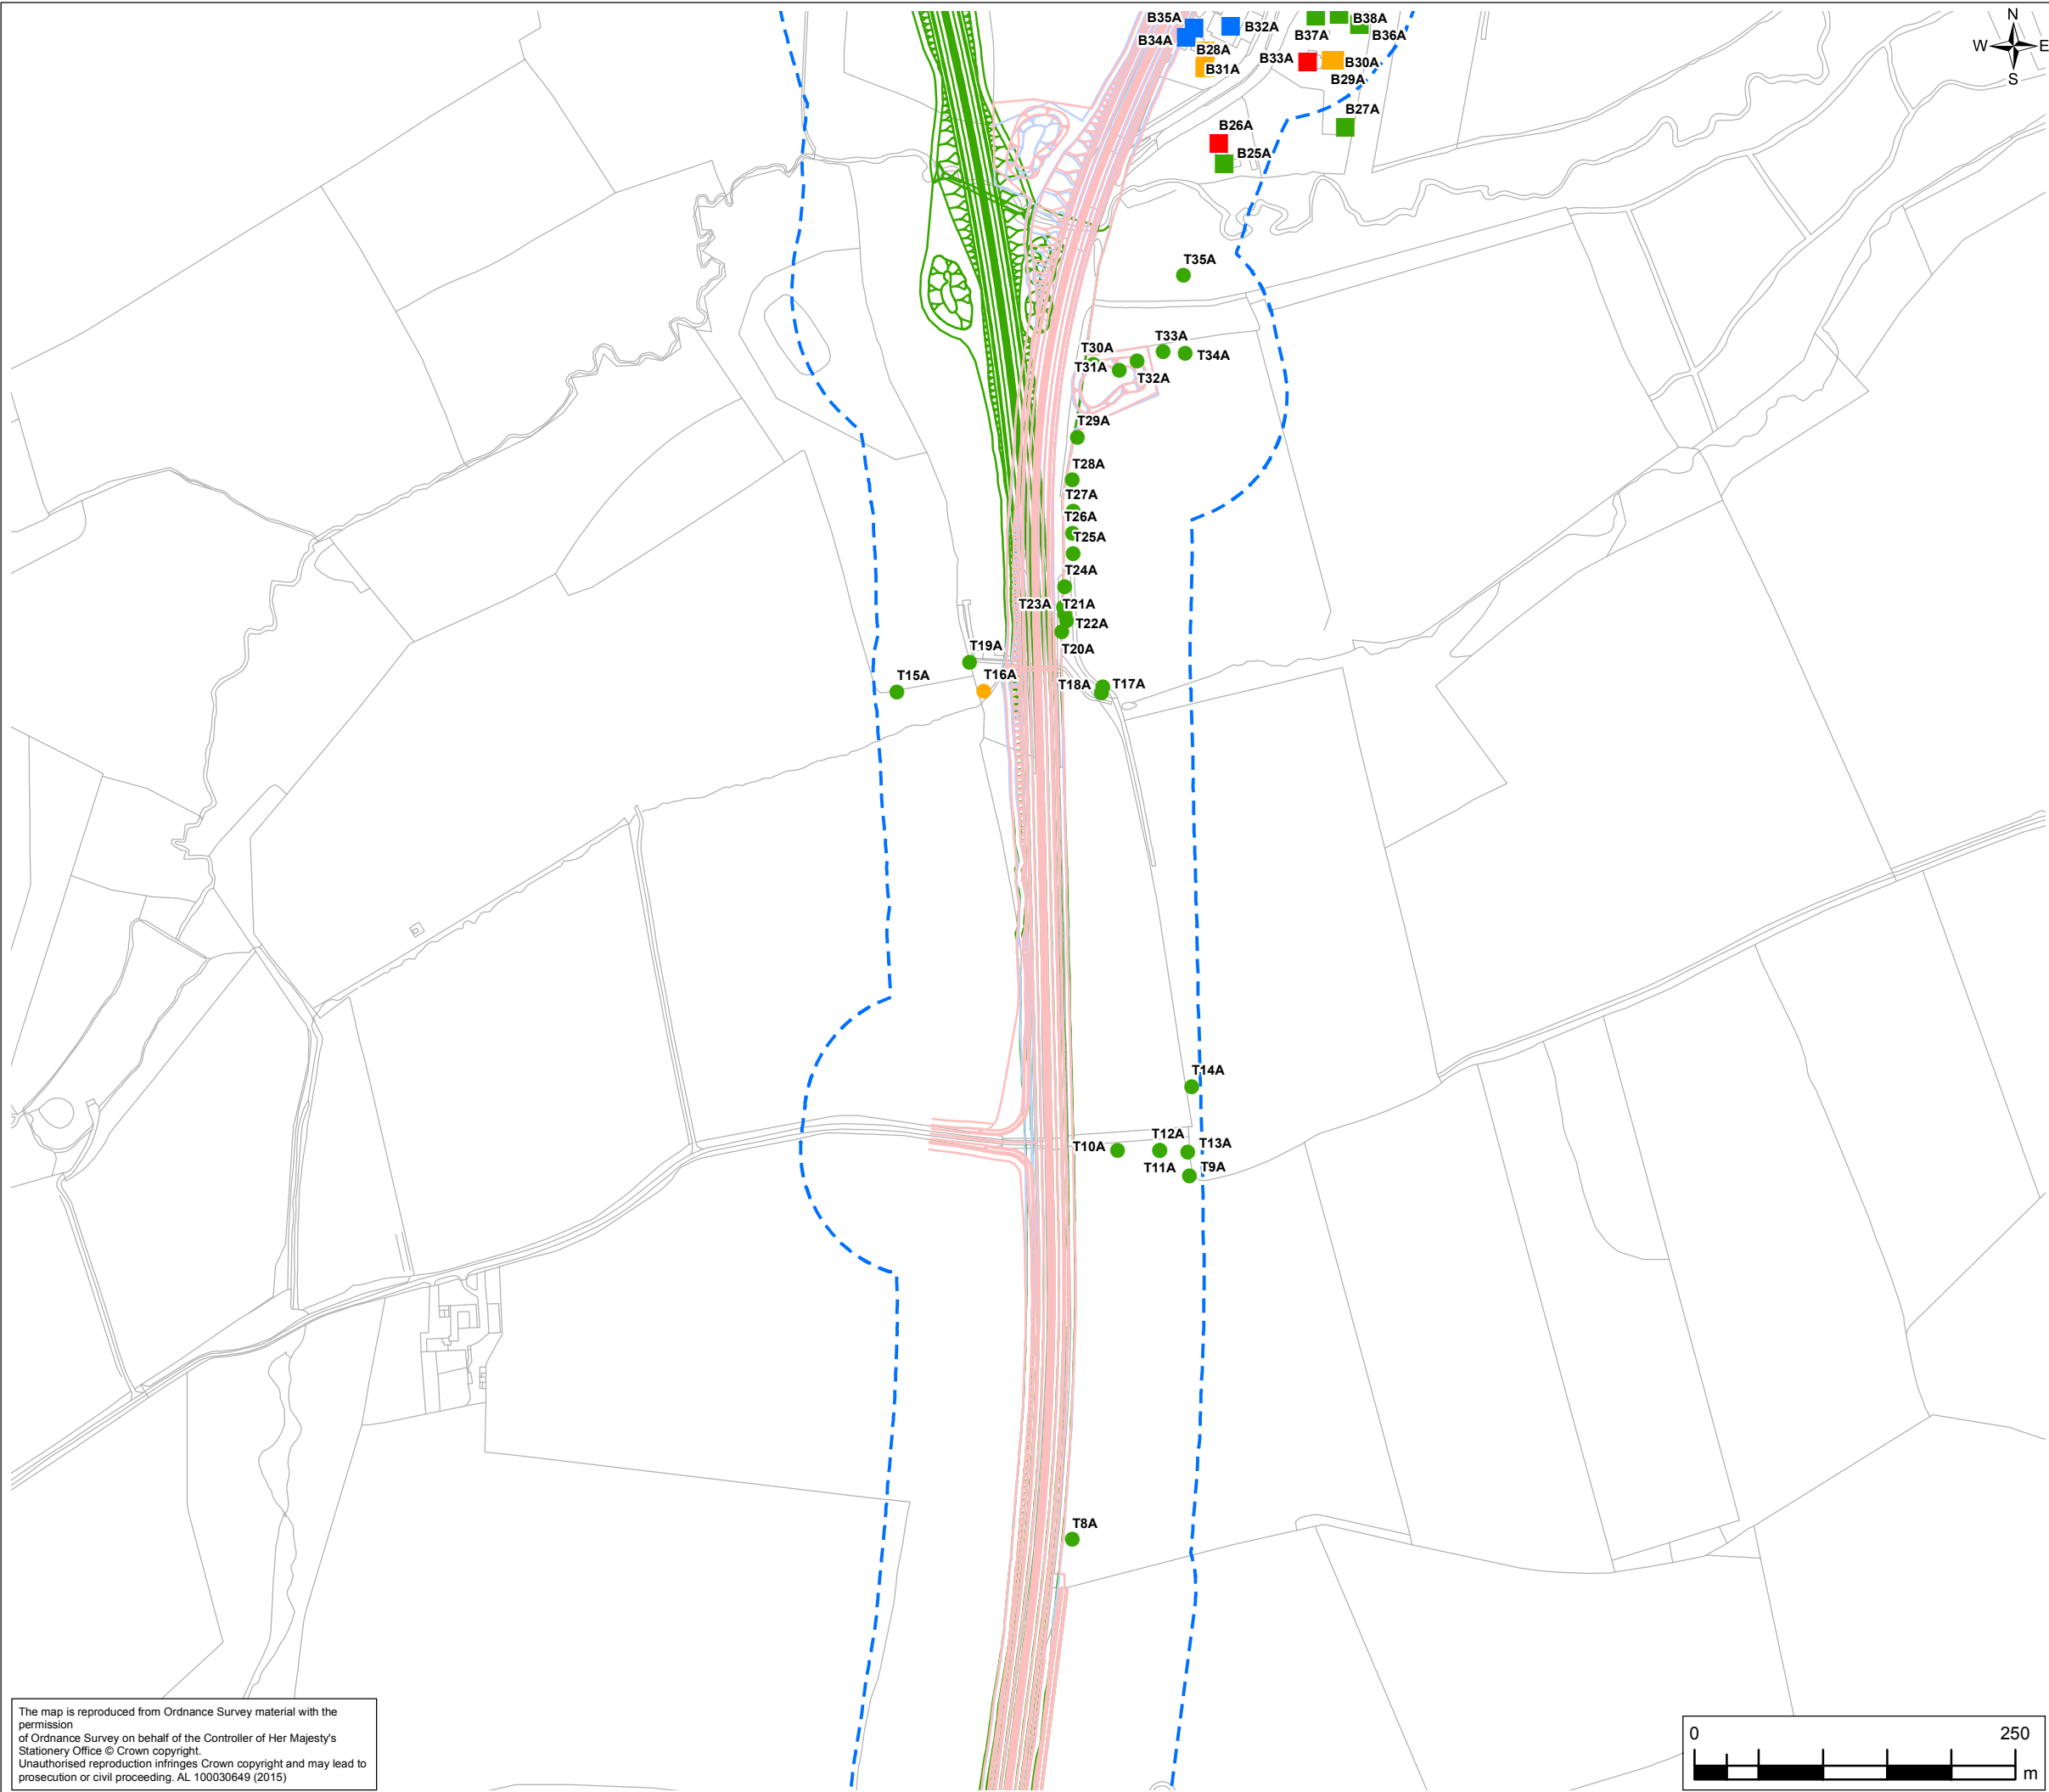 B35A
B32A
B38A
B34A
B28A
B37A
B36A
N
W
E
S
B31A
B33A
B30A
B29A
B27A
B26A
B25A
T35A
T33A
T30A
T34A
T31A
T32A
T29A
T28A
T27A
T26A
T25A
T24A
T23A
T21A
T22A
T20A
T19A
T15A
T16A
T18A
T17A
T14A
T12A
T10A
T13A
T11A
T9A
T8A
The map is reproduced from Ordnance Survey material with the
permission
of Ordnance Survey on behalf of the Controller of Her Majesty's
Stationery Office © Crown copyright.
Unauthorised reproduction infringes Crown copyright and may lead to
prosecution or civil proceeding. AL 100030649 (2015)
0
250
m